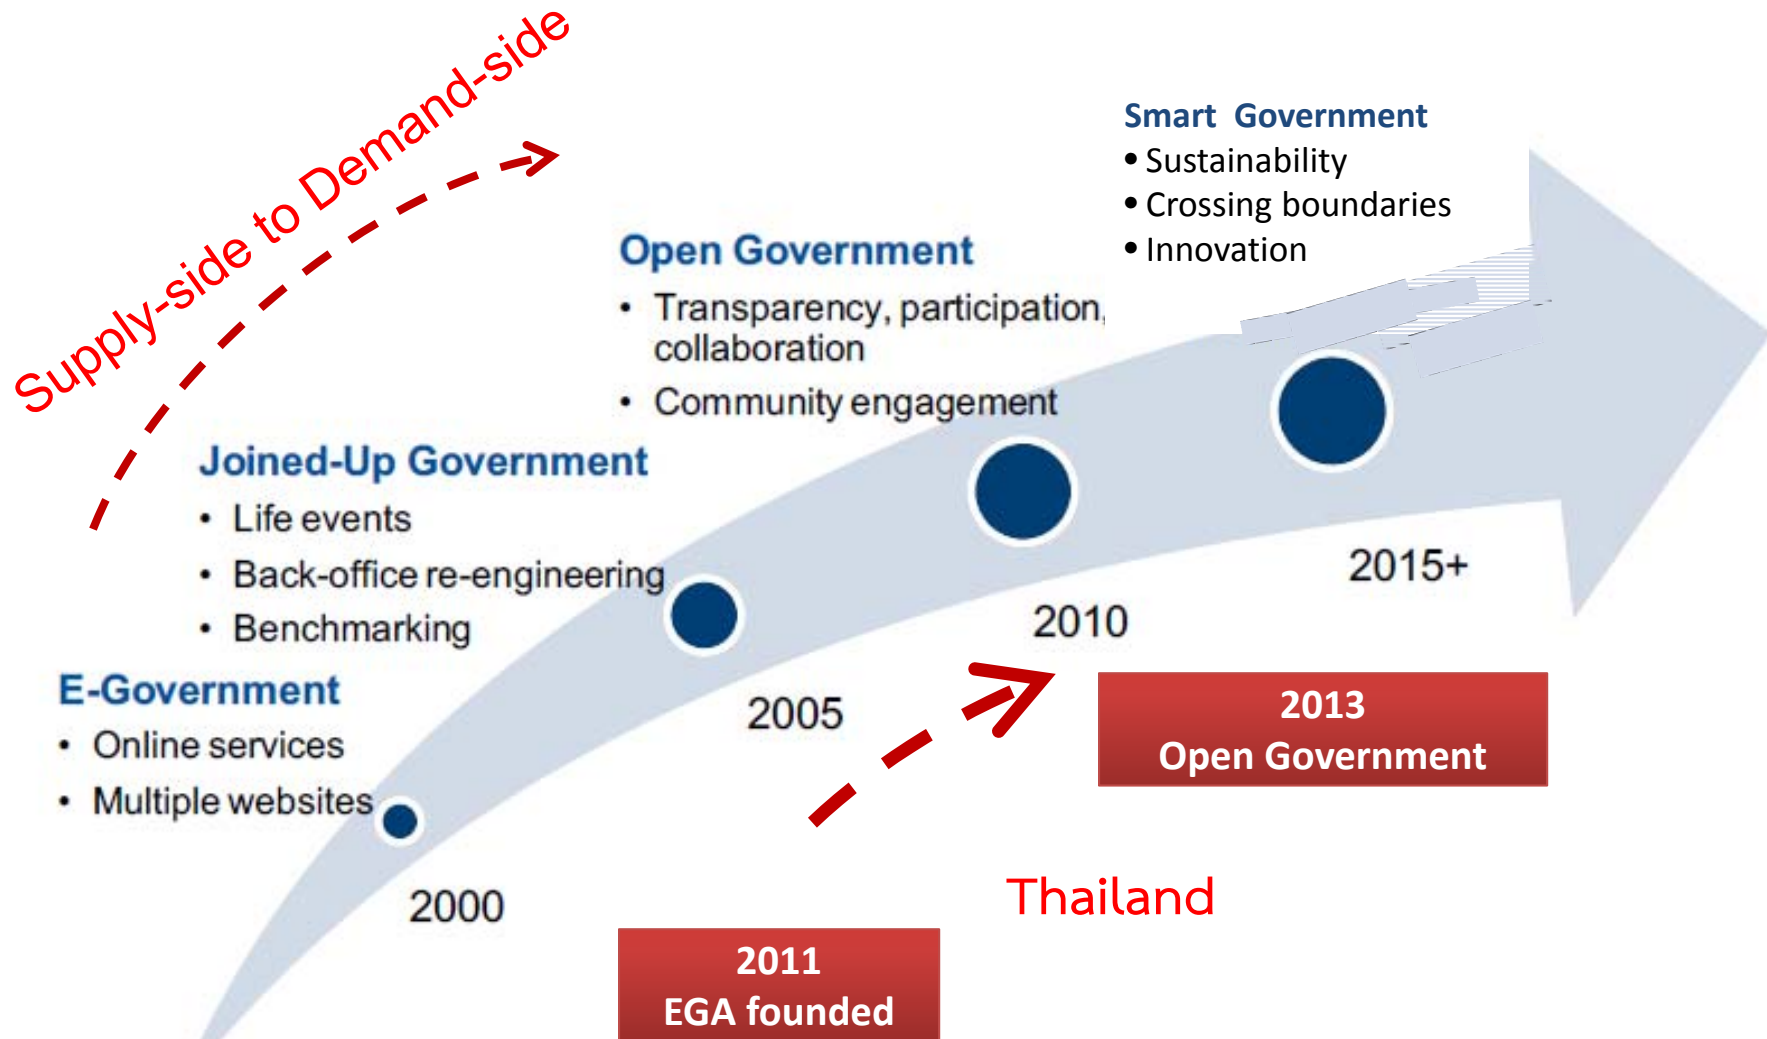 Supply-side to Demand-side
Smart  Government
• Sustainability
• Crossing boundaries
• Innovation
Open Government
• Transparency, participation,
collaboration
• Community engagement
Joined-Up Government
• Life events
• Back-office re-engineering
• Benchmarking
E-Government
• Online services
• Multiple websites
2000
2005
2010
2015+
2013
Open Government
Thailand
2011
EGA founded